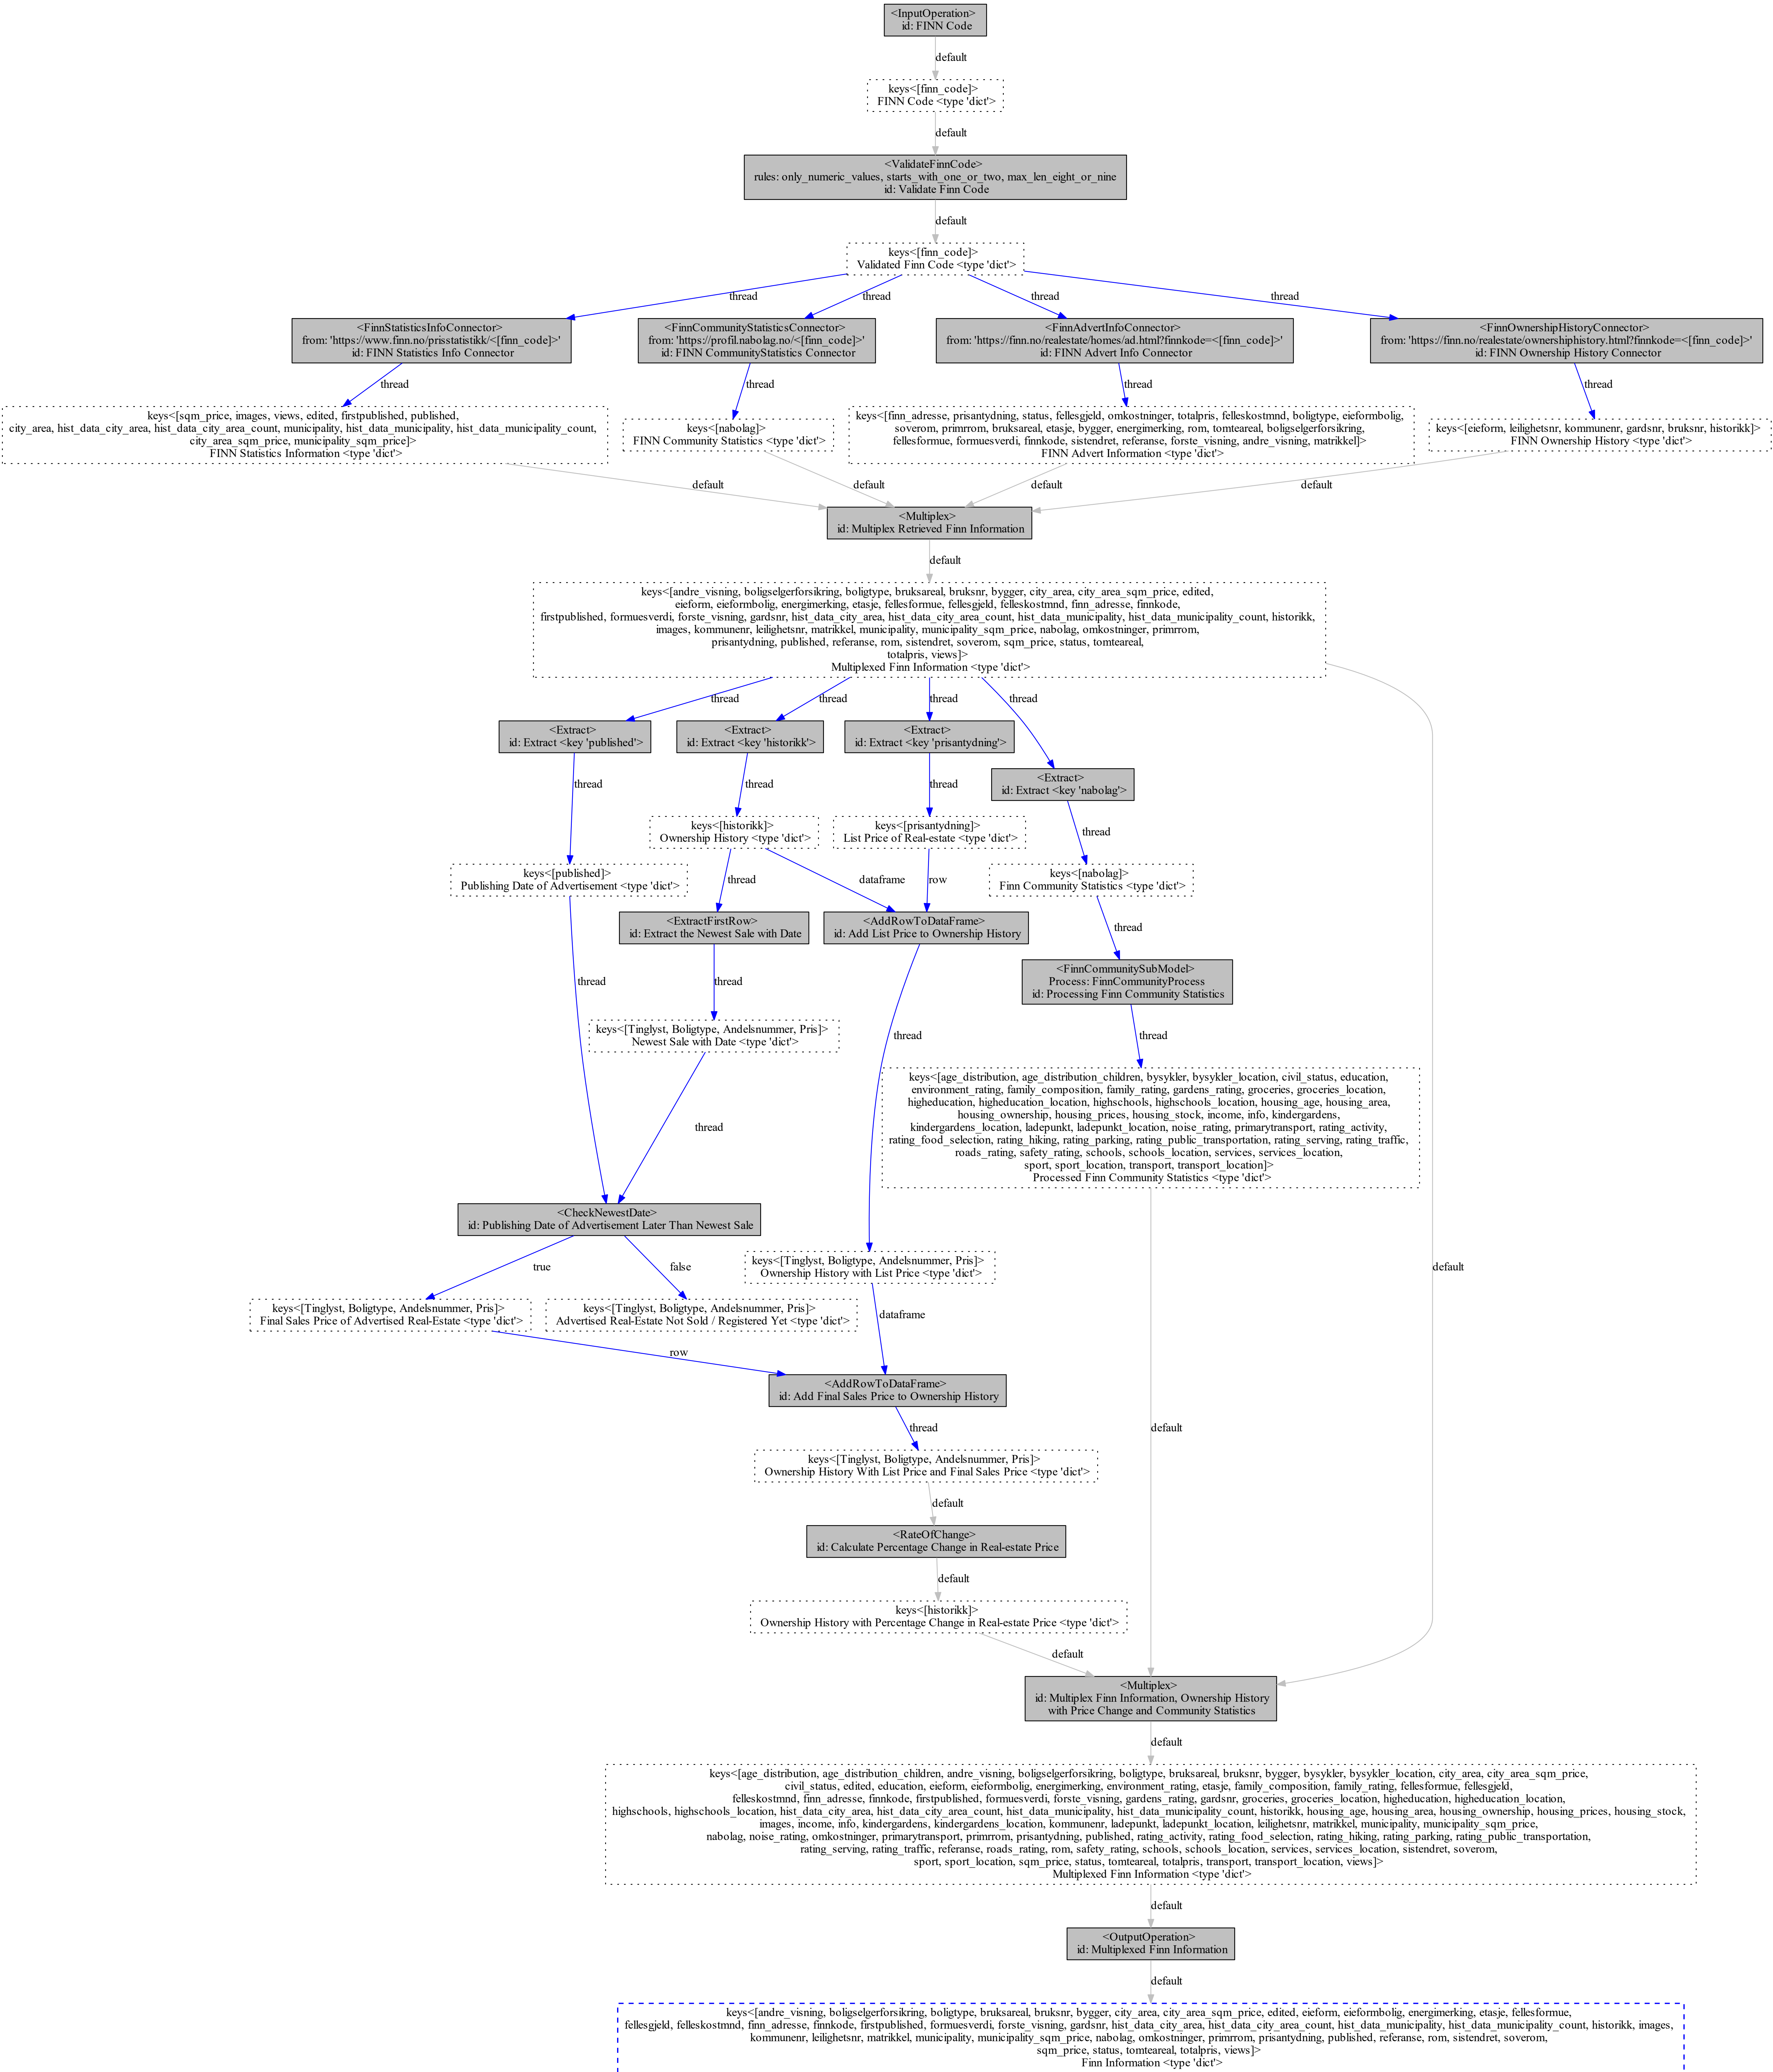 <InputOperation>
id: FINN Code
default
keys<[finn_code]>
FINN Code <type 'dict'>
default
<ValidateFinnCode>
rules: only_numeric_values, starts_with_one_or_two, max_len_eight_or_nine
id: Validate Finn Code
default
keys<[finn_code]>
Validated Finn Code <type 'dict'>
thread
thread
thread
thread
<FinnStatisticsInfoConnector>
from: 'https://www.finn.no/prisstatistikk/<[finn_code]>'
id: FINN Statistics Info Connector
<FinnCommunityStatisticsConnector>
from: 'https://profil.nabolag.no/<[finn_code]>'
id: FINN CommunityStatistics Connector
<FinnAdvertInfoConnector>
from: 'https://finn.no/realestate/homes/ad.html?finnkode=<[finn_code]>'
id: FINN Advert Info Connector
<FinnOwnershipHistoryConnector>
from: 'https://finn.no/realestate/ownershiphistory.html?finnkode=<[finn_code]>'
id: FINN Ownership History Connector
thread
thread
thread
thread
keys<[sqm_price, images, views, edited, firstpublished, published,
city_area, hist_data_city_area, hist_data_city_area_count, municipality, hist_data_municipality, hist_data_municipality_count,
city_area_sqm_price, municipality_sqm_price]>
FINN Statistics Information <type 'dict'>
keys<[nabolag]>
FINN Community Statistics <type 'dict'>
keys<[finn_adresse, prisantydning, status, fellesgjeld, omkostninger, totalpris, felleskostmnd, boligtype, eieformbolig,
soverom, primrrom, bruksareal, etasje, bygger, energimerking, rom, tomteareal, boligselgerforsikring,
fellesformue, formuesverdi, finnkode, sistendret, referanse, forste_visning, andre_visning, matrikkel]>
FINN Advert Information <type 'dict'>
keys<[eieform, leilighetsnr, kommunenr, gardsnr, bruksnr, historikk]>
FINN Ownership History <type 'dict'>
default
default
default
default
<Multiplex>
id: Multiplex Retrieved Finn Information
default
keys<[andre_visning, boligselgerforsikring, boligtype, bruksareal, bruksnr, bygger, city_area, city_area_sqm_price, edited,
eieform, eieformbolig, energimerking, etasje, fellesformue, fellesgjeld, felleskostmnd, finn_adresse, finnkode,
firstpublished, formuesverdi, forste_visning, gardsnr, hist_data_city_area, hist_data_city_area_count, hist_data_municipality, hist_data_municipality_count, historikk,
images, kommunenr, leilighetsnr, matrikkel, municipality, municipality_sqm_price, nabolag, omkostninger, primrrom,
prisantydning, published, referanse, rom, sistendret, soverom, sqm_price, status, tomteareal,
totalpris, views]>
Multiplexed Finn Information <type 'dict'>
thread
thread
thread
thread
<Extract>
id: Extract <key 'published'>
<Extract>
id: Extract <key 'historikk'>
<Extract>
id: Extract <key 'prisantydning'>
<Extract>
id: Extract <key 'nabolag'>
thread
thread
thread
thread
keys<[historikk]>
Ownership History <type 'dict'>
keys<[prisantydning]>
List Price of Real-estate <type 'dict'>
keys<[published]>
Publishing Date of Advertisement <type 'dict'>
keys<[nabolag]>
Finn Community Statistics <type 'dict'>
thread
dataframe
row
thread
<ExtractFirstRow>
id: Extract the Newest Sale with Date
<AddRowToDataFrame>
id: Add List Price to Ownership History
<FinnCommunitySubModel>
Process: FinnCommunityProcess
id: Processing Finn Community Statistics
thread
thread
thread
thread
keys<[Tinglyst, Boligtype, Andelsnummer, Pris]>
Newest Sale with Date <type 'dict'>
keys<[age_distribution, age_distribution_children, bysykler, bysykler_location, civil_status, education,
environment_rating, family_composition, family_rating, gardens_rating, groceries, groceries_location,
higheducation, higheducation_location, highschools, highschools_location, housing_age, housing_area,
housing_ownership, housing_prices, housing_stock, income, info, kindergardens,
kindergardens_location, ladepunkt, ladepunkt_location, noise_rating, primarytransport, rating_activity,
rating_food_selection, rating_hiking, rating_parking, rating_public_transportation, rating_serving, rating_traffic,
roads_rating, safety_rating, schools, schools_location, services, services_location,
sport, sport_location, transport, transport_location]>
Processed Finn Community Statistics <type 'dict'>
thread
<CheckNewestDate>
id: Publishing Date of Advertisement Later Than Newest Sale
keys<[Tinglyst, Boligtype, Andelsnummer, Pris]>
Ownership History with List Price <type 'dict'>
true
false
default
keys<[Tinglyst, Boligtype, Andelsnummer, Pris]>
Final Sales Price of Advertised Real-Estate <type 'dict'>
keys<[Tinglyst, Boligtype, Andelsnummer, Pris]>
Advertised Real-Estate Not Sold / Registered Yet <type 'dict'>
dataframe
row
<AddRowToDataFrame>
id: Add Final Sales Price to Ownership History
thread
default
keys<[Tinglyst, Boligtype, Andelsnummer, Pris]>
Ownership History With List Price and Final Sales Price <type 'dict'>
default
<RateOfChange>
id: Calculate Percentage Change in Real-estate Price
default
keys<[historikk]>
Ownership History with Percentage Change in Real-estate Price <type 'dict'>
default
<Multiplex>
id: Multiplex Finn Information, Ownership History
with Price Change and Community Statistics
default
keys<[age_distribution, age_distribution_children, andre_visning, boligselgerforsikring, boligtype, bruksareal, bruksnr, bygger, bysykler, bysykler_location, city_area, city_area_sqm_price,
civil_status, edited, education, eieform, eieformbolig, energimerking, environment_rating, etasje, family_composition, family_rating, fellesformue, fellesgjeld,
felleskostmnd, finn_adresse, finnkode, firstpublished, formuesverdi, forste_visning, gardens_rating, gardsnr, groceries, groceries_location, higheducation, higheducation_location,
highschools, highschools_location, hist_data_city_area, hist_data_city_area_count, hist_data_municipality, hist_data_municipality_count, historikk, housing_age, housing_area, housing_ownership, housing_prices, housing_stock,
images, income, info, kindergardens, kindergardens_location, kommunenr, ladepunkt, ladepunkt_location, leilighetsnr, matrikkel, municipality, municipality_sqm_price,
nabolag, noise_rating, omkostninger, primarytransport, primrrom, prisantydning, published, rating_activity, rating_food_selection, rating_hiking, rating_parking, rating_public_transportation,
rating_serving, rating_traffic, referanse, roads_rating, rom, safety_rating, schools, schools_location, services, services_location, sistendret, soverom,
sport, sport_location, sqm_price, status, tomteareal, totalpris, transport, transport_location, views]>
Multiplexed Finn Information <type 'dict'>
default
<OutputOperation>
id: Multiplexed Finn Information
default
keys<[andre_visning, boligselgerforsikring, boligtype, bruksareal, bruksnr, bygger, city_area, city_area_sqm_price, edited, eieform, eieformbolig, energimerking, etasje, fellesformue,
fellesgjeld, felleskostmnd, finn_adresse, finnkode, firstpublished, formuesverdi, forste_visning, gardsnr, hist_data_city_area, hist_data_city_area_count, hist_data_municipality, hist_data_municipality_count, historikk, images,
kommunenr, leilighetsnr, matrikkel, municipality, municipality_sqm_price, nabolag, omkostninger, primrrom, prisantydning, published, referanse, rom, sistendret, soverom,
sqm_price, status, tomteareal, totalpris, views]>
Finn Information <type 'dict'>